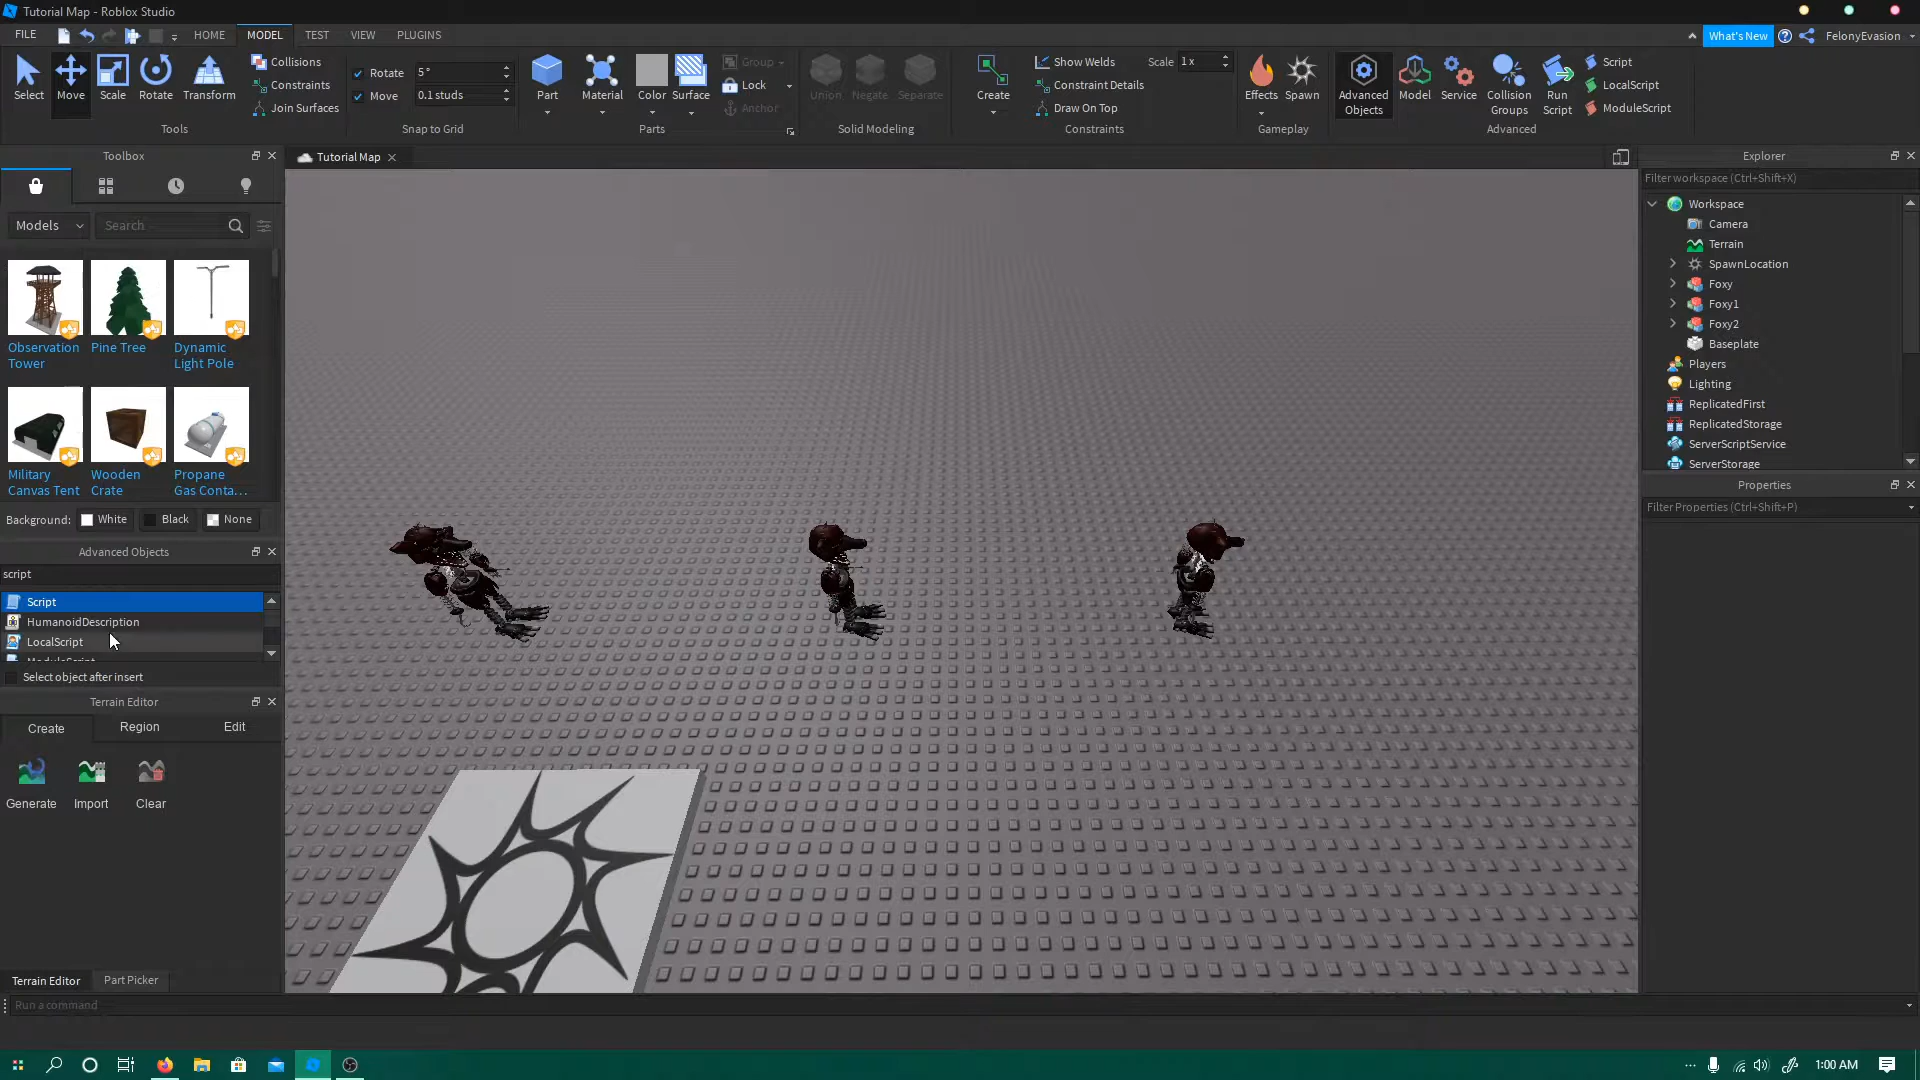 Tutorial Map - Roblox Studio
FILE
HOME
MODEL
TEST
VIEW
PLUGINS
What's New
FelonyEvasion
Select
Move
Scale
Rotate
Transform
Collisions
Constraints
Join Surfaces
Tools
Rotate
5°
Move
0.1 studs
Snap to Grid
Part
Material
Color
Surface
Group
Lock
Anchor
Parts
Union
Negate
Separate
Solid Modeling
Create
Show Welds
Constraint Details
Draw On Top
Scale
1x
Constraints
Effects
Spawn
Gameplay
Advanced
Objects
Model
Service
Collision
Groups
Run
Script
Script
LocalScript
ModuleScript
Advanced
Toolbox
Models
Search
Observation
Tower
Pine Tree
Dynamic
Light Pole
Military
Canvas Tent
Wooden
Crate
Propane
Gas Conta...
Background:
White
Black
None
Advanced Objects
script
Script
HumanoidDescription
LocalScript
ModuleScript
Select object after insert
Terrain Editor
Create
Region
Edit
Generate
Import
Clear
Terrain Editor
Part Picker
Run a command
Tutorial Map
Explorer
Filter workspace (Ctrl+Shift+X)
Workspace
Camera
Terrain
SpawnLocation
Foxy
Foxy1
Foxy2
Baseplate
Players
Lighting
ReplicatedFirst
ReplicatedStorage
ServerScriptService
ServerStorage
Properties
Filter Properties (Ctrl+Shift+P)
1:00 AM